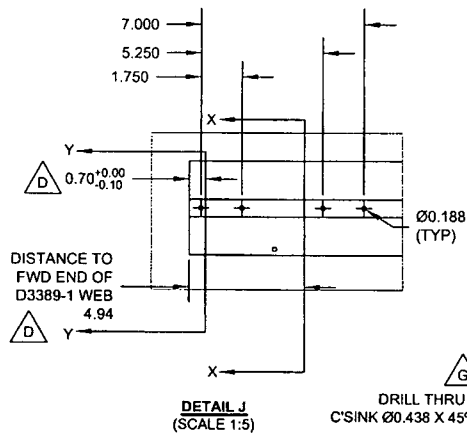 7.000
5.250
1.750
X
Y
D
0.70 +0.00 -0.10
Ø0.188
(TYP)
DISTANCE TO
FWD END OF
D3389-1 WEB
4.94
D
Y
X
G
DETAIL J
(SCALE 1:5)
DRILL THRU
C'SINK Ø0.438 X 45°